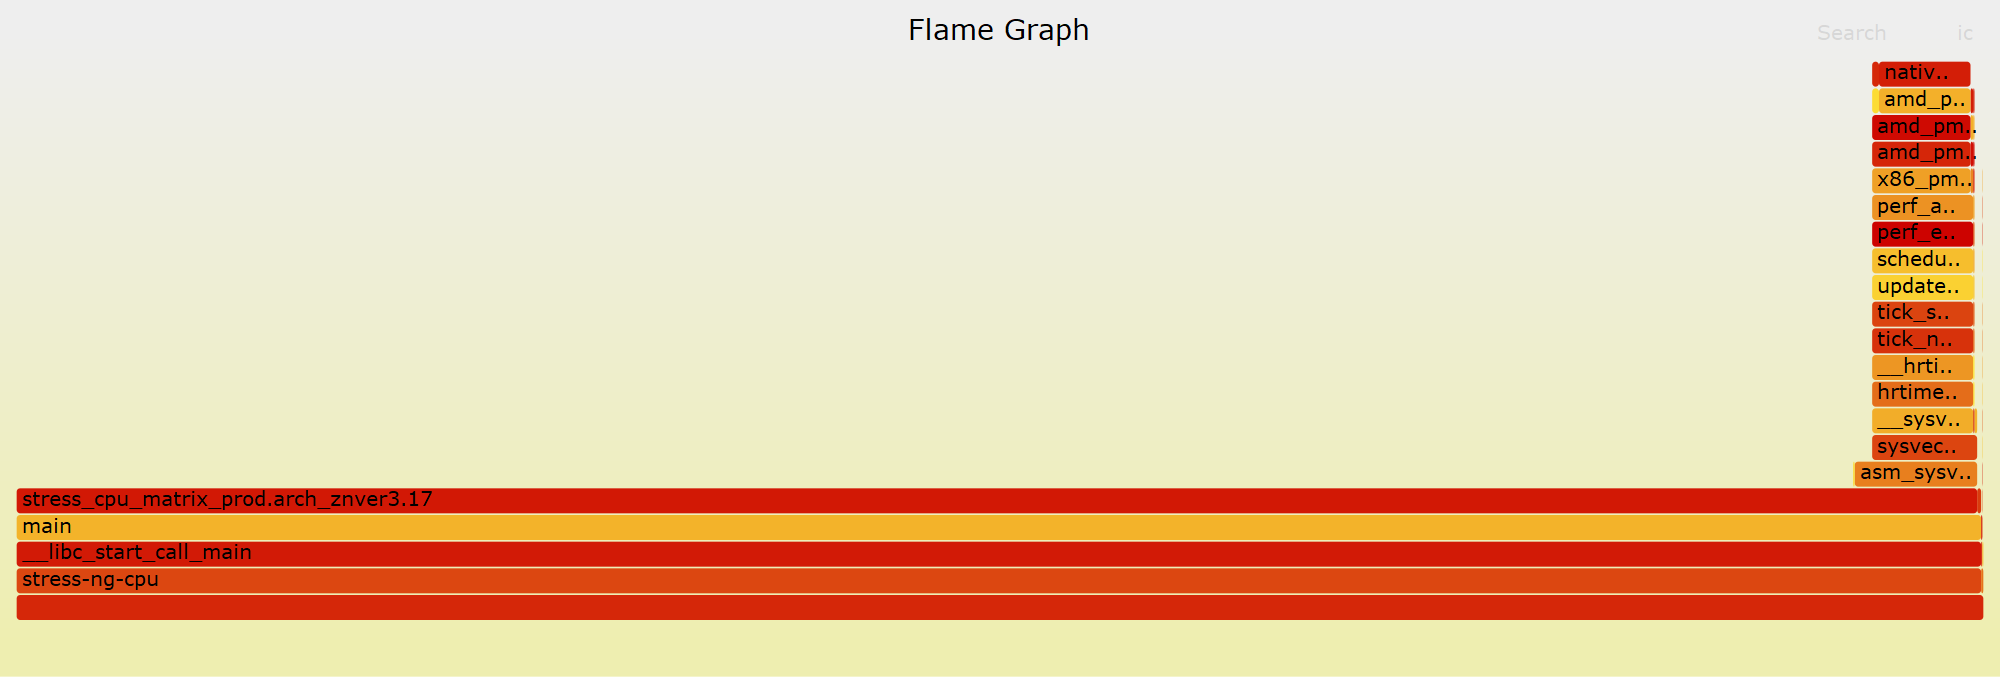 Flame Graph
Search ic
nativ..
amd_p..
amd_pm..
amd_pm..
x86_pm..
perf_a..
perf_e..
schedu..
update..
tick_s..
tick_n..
__hrti..
hrtime..
__sysv..
sysvec..
asm_sysv..
stress_cpu_matrix_prod.arch_znver3.17
main
__libc_start_call_main
stress-ng-cpu